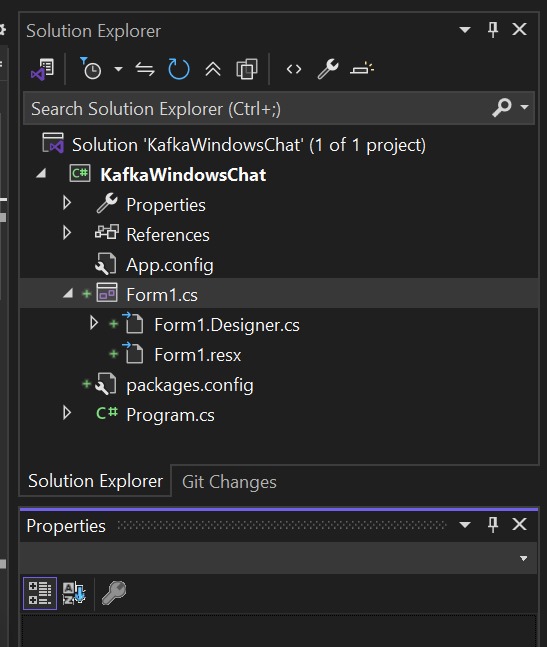 Solution Explorer
Search Solution Explorer (Ctrl+;)
Solution 'KafkaWindowsChat' (1 of 1 project)
C# KafkaWindowsChat
Properties
References
App.config
Form1.cs
Form1.Designer.cs
Form1.resx
packages.config
C# Program.cs
Solution Explorer Git Changes
Properties
A Z